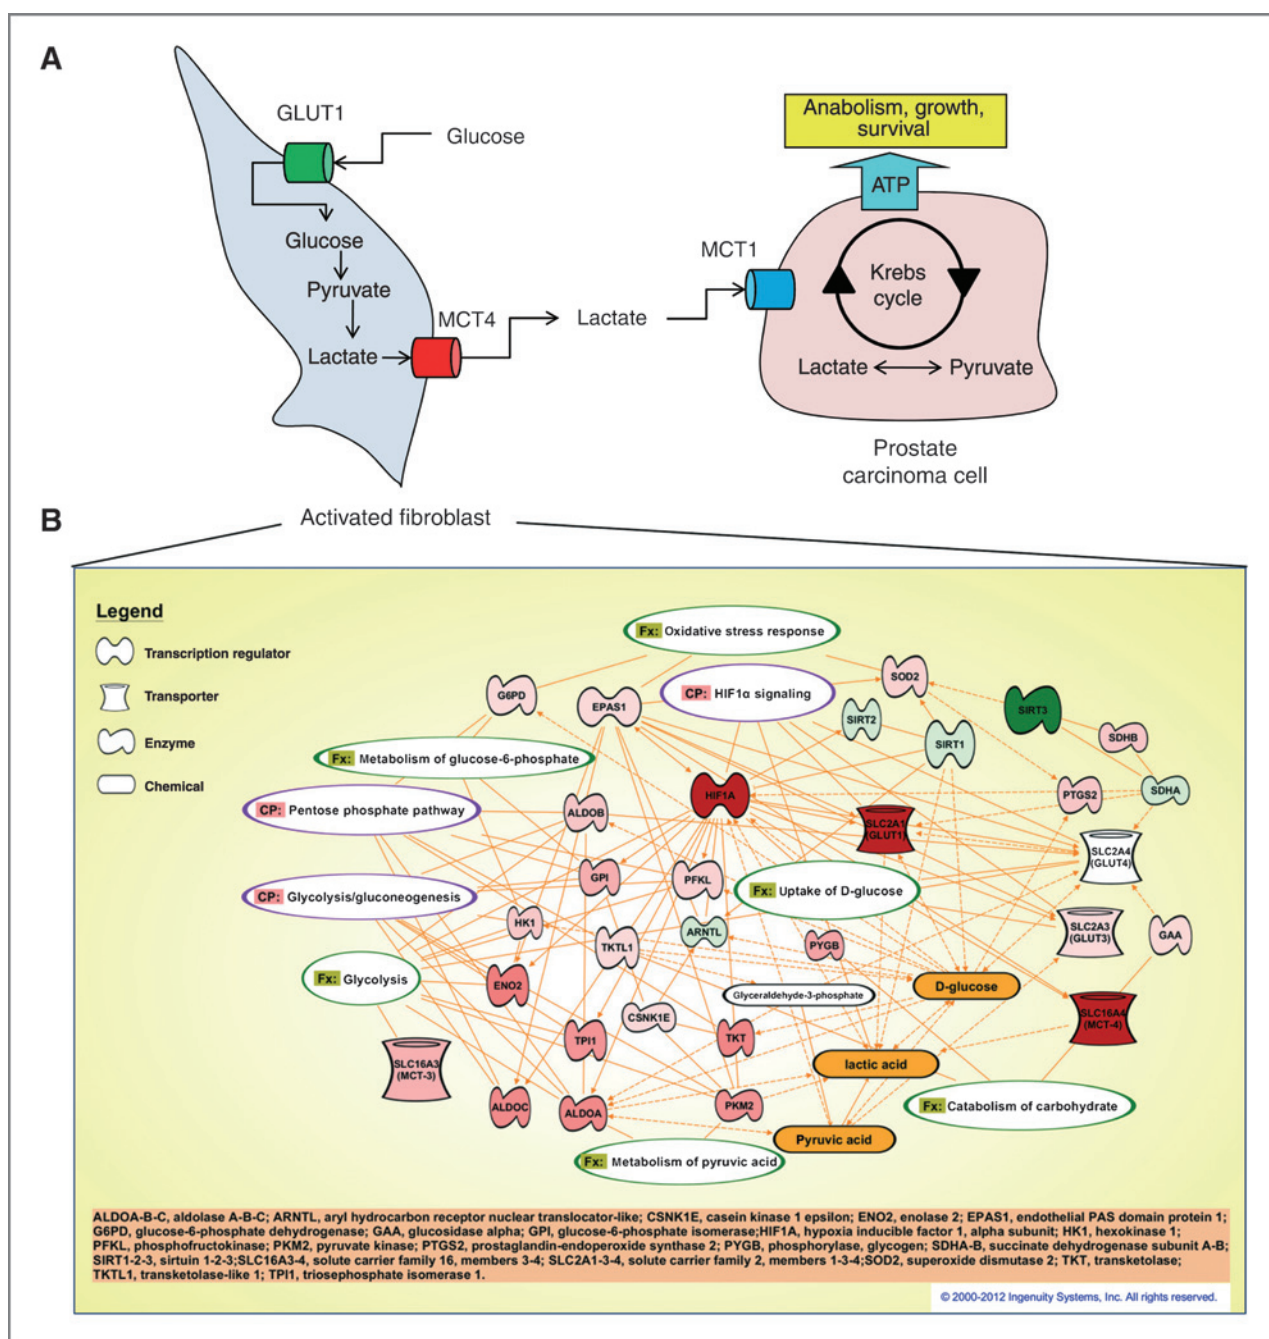 A
GLUT1
Glucose
Glucose
Pyruvate
Lactate
MCT4
Lactate
MCT1
Anabolism, growth,
survival
ATP
Krebs
cycle
Lactate
Pyruvate
Prostate
carcinoma cell
Activated fibroblast
B
Legend
Transcription regulator
Transporter
Enzyme
Chemical
Fx: Oxidative stress response
CP: HIF1α signaling
G6PD
EPAS1
SOD2
SIRT2
SIRT1
SIRT3
SDHB
SDHA
PTGS2
Fx: Metabolism of glucose-6-phosphate
CP: Pentose phosphate pathway
ALDOB
HIF1A
SLC2A1
(GLUT1)
SLC2A4
(GLUT4)
GPI
PFKL
Fx: Uptake of D-glucose
CP: Glycolysis/gluconeogenesis
HK1
TKTL1
ARNTL
PYGB
SLC2A3
(GLUT3)
GAA
Fx: Glycolysis
ENO2
Glyceraldehyde-3-phosphate
D-glucose
CSNK1E
SLC16A4
(MCT-4)
TPI1
TKT
SLC16A3
(MCT-3)
lactic acid
ALDOC
ALDOA
PKM2
Fx: Catabolism of carbohydrate
Pyruvic acid
Fx: Metabolism of pyruvic acid
ALDOA-B-C, aldolase A-B-C; ARNTL, aryl hydrocarbon receptor nuclear translocator-like; CSNK1E, casein kinase 1 epsilon; ENO2, enolase 2; EPAS1, endothelial PAS domain protein 1;
G6PD, glucose-6-phosphate dehydrogenase; GAA, glucosidase alpha; GPI, glucose-6-phosphate isomerase;HIF1A, hypoxia inducible factor 1, alpha subunit; HK1, hexokinase 1;
PFKL, phosphofructokinase; PKM2, pyruvate kinase; PTGS2, prostaglandin-endoperoxide synthase 2; PYGB, phosphorylase, glycogen; SDHA-B, succinate dehydrogenase subunit A-B;
SIRT1-2-3, sirtuin 1-2-3;SLC16A3-4, solute carrier family 16, members 3-4; SLC2A1-3-4, solute carrier family 2, members 1-3-4;SOD2, superoxide dismutase 2; TKT, transketolase;
TKTL1, transketolase-like 1; TPI1, triosephosphate isomerase 1.
© 2000-2012 Ingenuity Systems, Inc. All rights reserved.